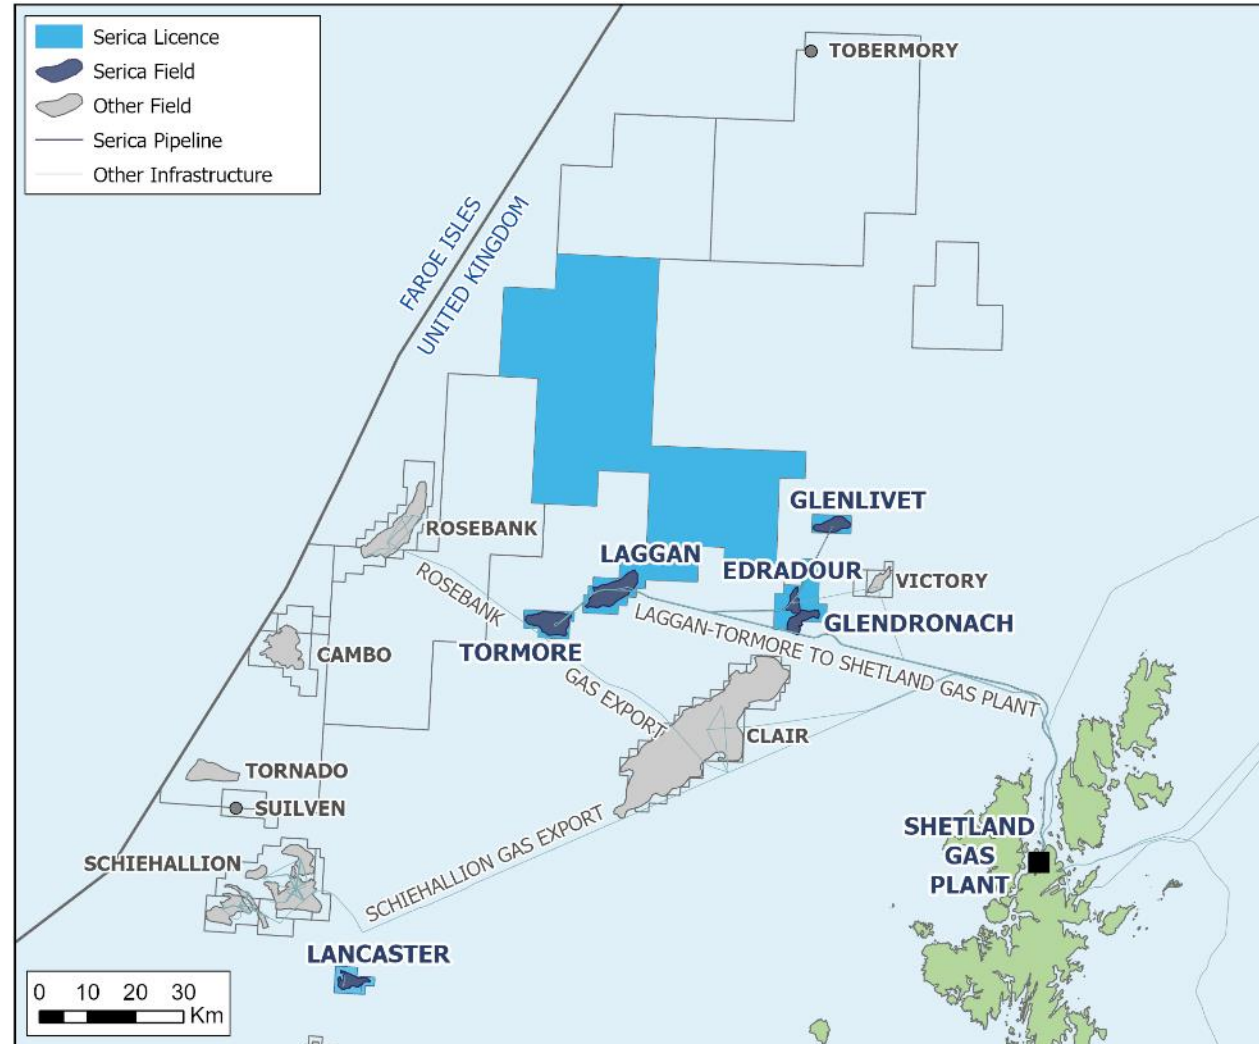 Serica Licence
Serica Field
Other Field
Serica Pipeline
Other Infrastructure
TOBERMORY
FAROE ISLES
UNITED KINGDOM
GLENLIVET
ROSEBANK
LAGGAN
EDRADOUR
VICTORY
ROSEBANK
GAS EXPORT
GLENDRONACH
LAGGAN-TORMORE TO SHETLAND GAS PLANT
TORMORE
CAMBO
CLAIR
TORNADO
SUILVEN
SCHIEHALLION
SCHIEHALLION GAS EXPORT
SHETLAND
GAS
PLANT
LANCASTER
0 10 20 30
Km